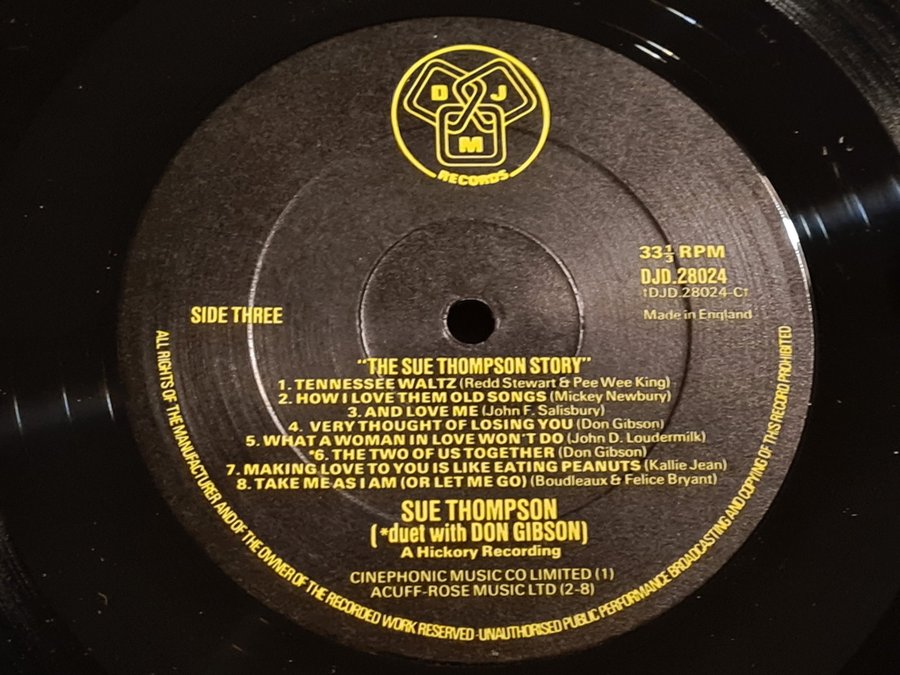 D J
M
RECORDS
33⅓ RPM
DJD.28024
†DJD.28024-C†
Made in England
SIDE THREE
"THE SUE THOMPSON STORY"
1. TENNESSEE WALTZ (Redd Stewart & Pee Wee King)
2. HOW I LOVE THEM OLD SONGS (Mickey Newbury)
3. AND LOVE ME (John F. Salisbury)
4. VERY THOUGHT OF LOSING YOU (Don Gibson)
5. WHAT A WOMAN IN LOVE WON'T DO (John D. Loudermilk)
*6. THE TWO OF US TOGETHER (Don Gibson)
7. MAKING LOVE TO YOU IS LIKE EATING PEANUTS (Kallie Jean)
8. TAKE ME AS I AM (OR LET ME GO) (Boudleaux & Felice Bryant)
SUE THOMPSON
(*duet with DON GIBSON)
A Hickory Recording
CINEPHONIC MUSIC CO LIMITED (1)
ACUFF-ROSE MUSIC LTD (2-8)
ALL RIGHTS OF THE MANUFACTURER AND OF THE OWNER OF THE RECORDED WORK RESERVED·UNAUTHORISED PUBLIC PERFORMANCE BROADCASTING AND COPYING OF THIS RECORD PROHIBITED